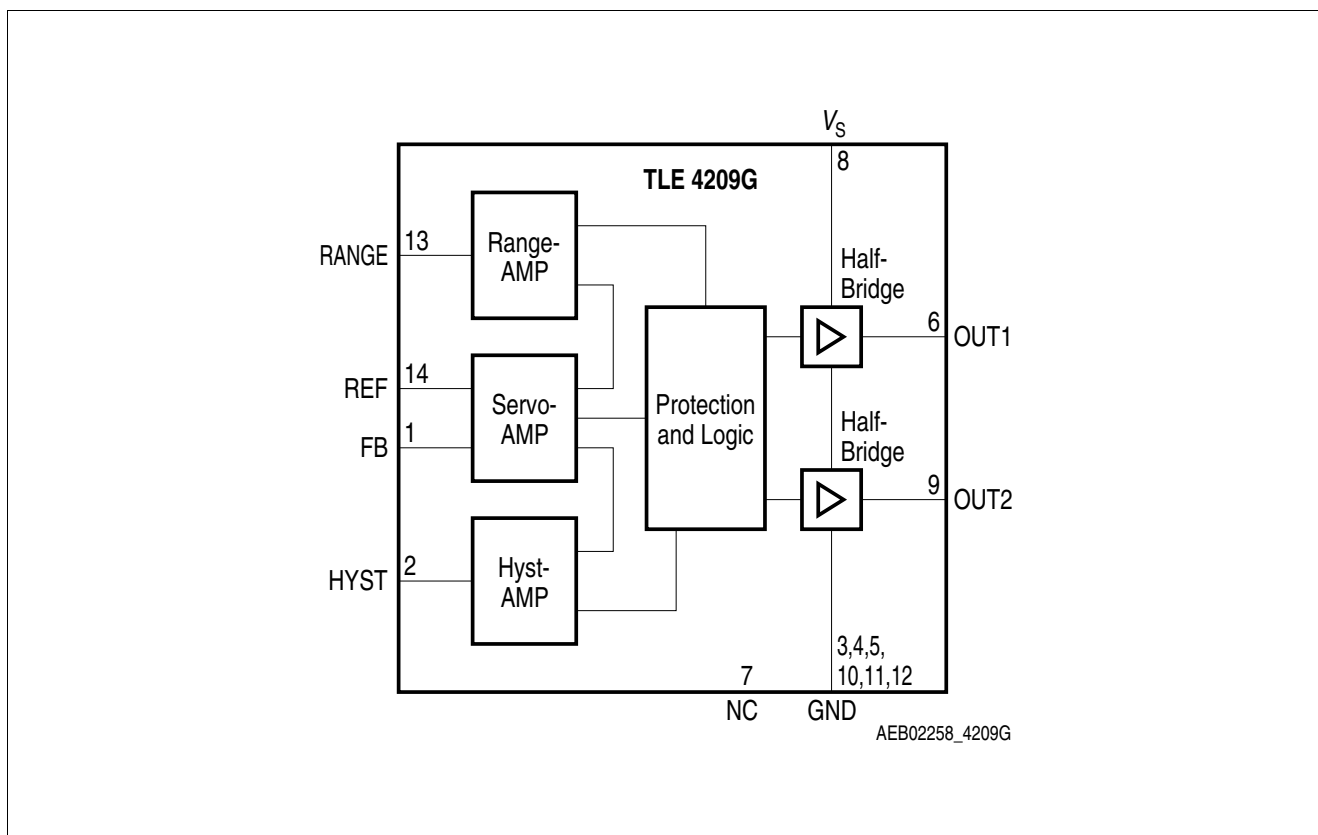 VS
8
TLE 4209G
RANGE
13
Range-
AMP
Half-
Bridge
6
OUT1
REF
14
FB
1
Servo-
AMP
Protection
and Logic
Half-
Bridge
9
OUT2
HYST
2
Hyst-
AMP
3,4,5,
10,11,12
7
NC
GND
AEB02258_4209G